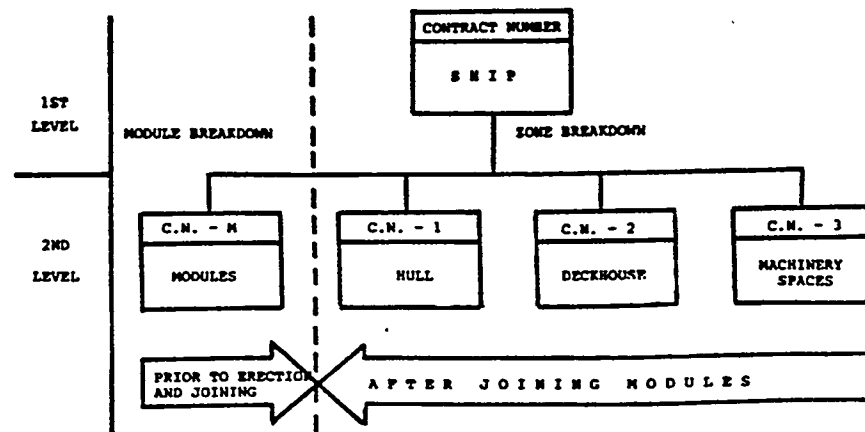 CONTRACT NUMBER
SHIP
1ST
LEVEL
MODULE BREAKDOWN
ZONE BREAKDOWN
2ND
LEVEL
C.N. - M
MODULES
C.N. - 1
HULL
C.N. - 2
DECKHOUSE
C.N. - 3
MACHINERY
SPACES
PRIOR TO ERECTION
AND JOINING
AFTER JOINING MODULES